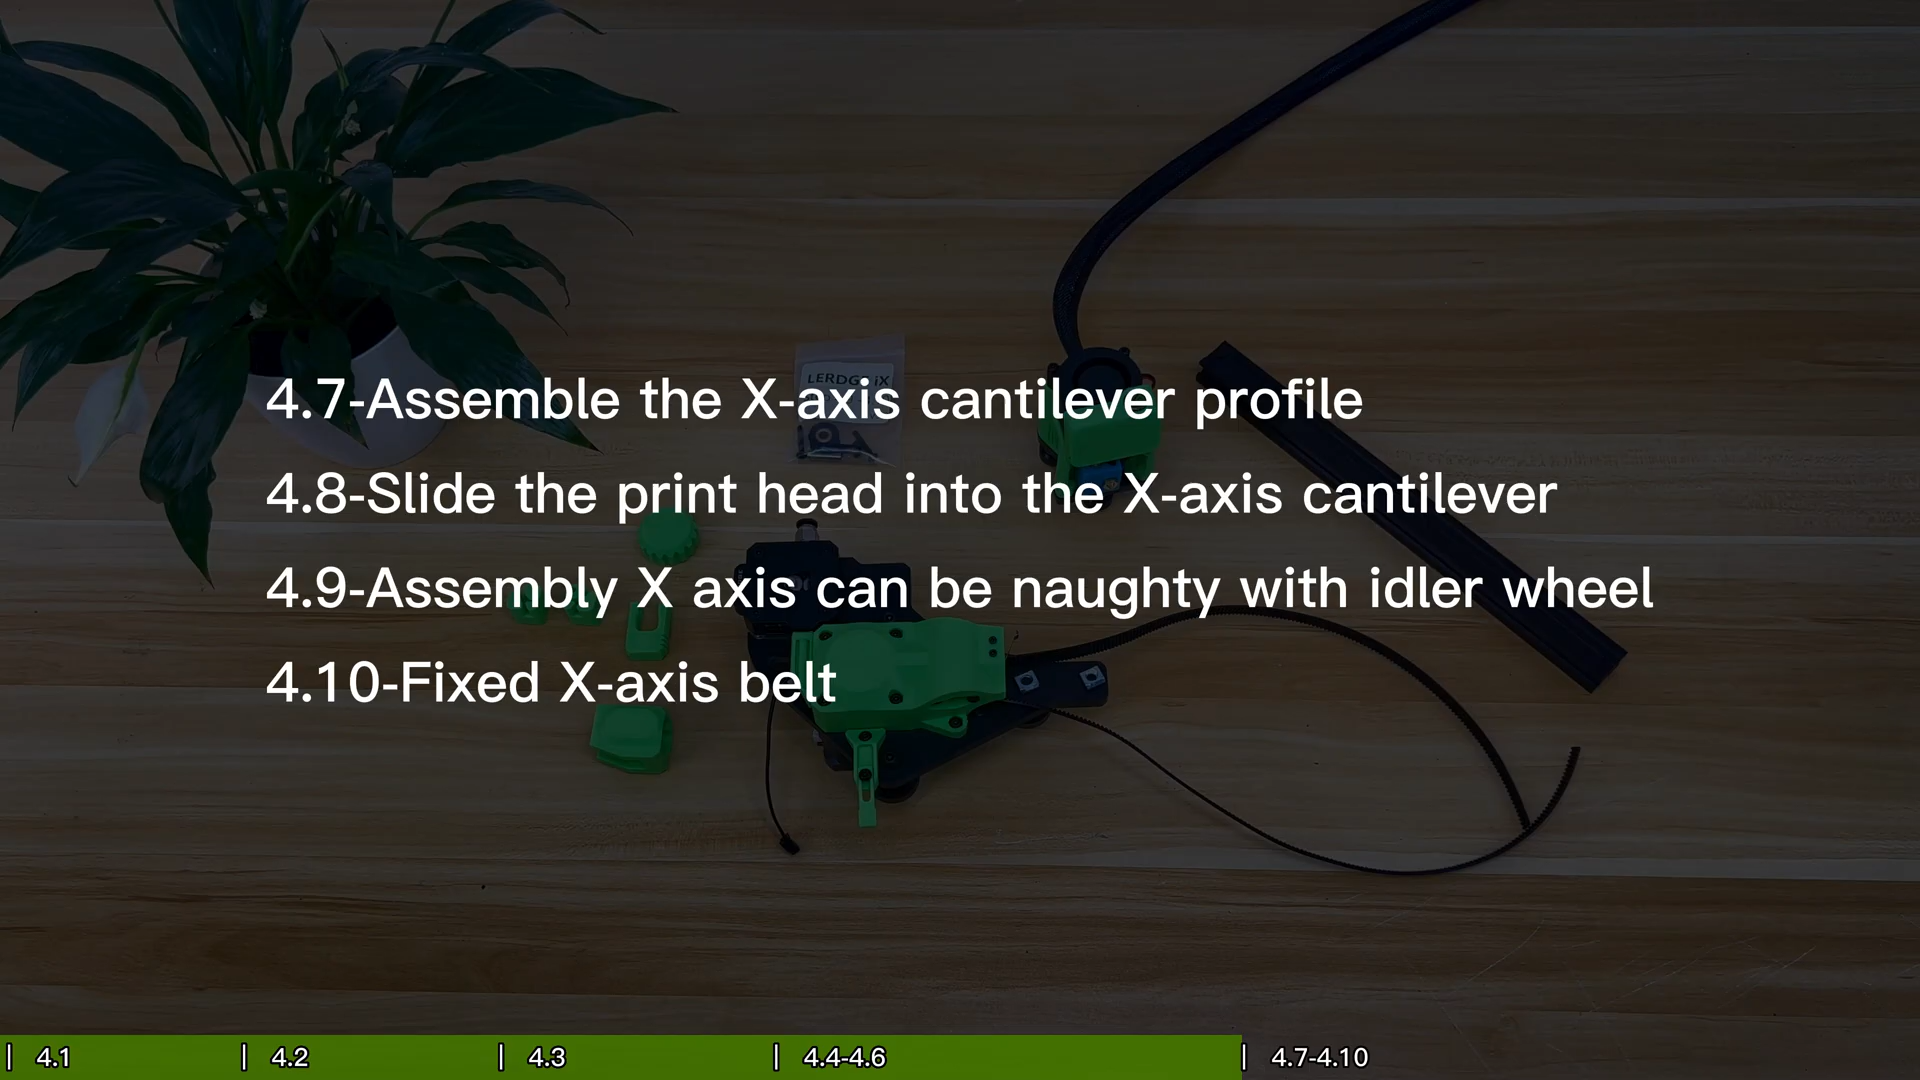 LERDGE iX
4.7-Assemble the X-axis cantilever profile
4.8-Slide the print head into the X-axis cantilever
4.9-Assembly X axis can be naughty with idler wheel
4.10-Fixed X-axis belt
| 4.1 | 4.2 | 4.3 | 4.4-4.6 | 4.7-4.10